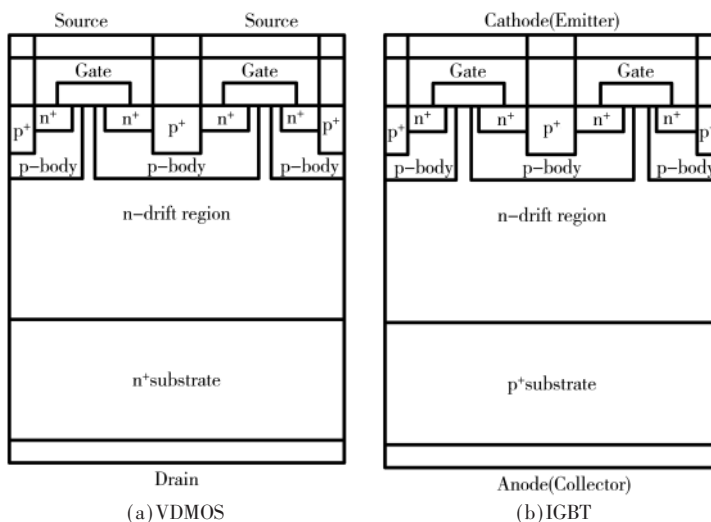 Source Source
Gate Gate
p⁺ n⁺ n⁺ p⁺ n⁺ n⁺ p⁺
p-body p-body p-body
n-drift region
n⁺substrate
Drain
(a)VDMOS
Cathode(Emitter)
Gate Gate
p⁺ n⁺ n⁺ p⁺ n⁺ n⁺ p⁺
p-body p-body p-body
n-drift region
p⁺substrate
Anode(Collector)
(b)IGBT